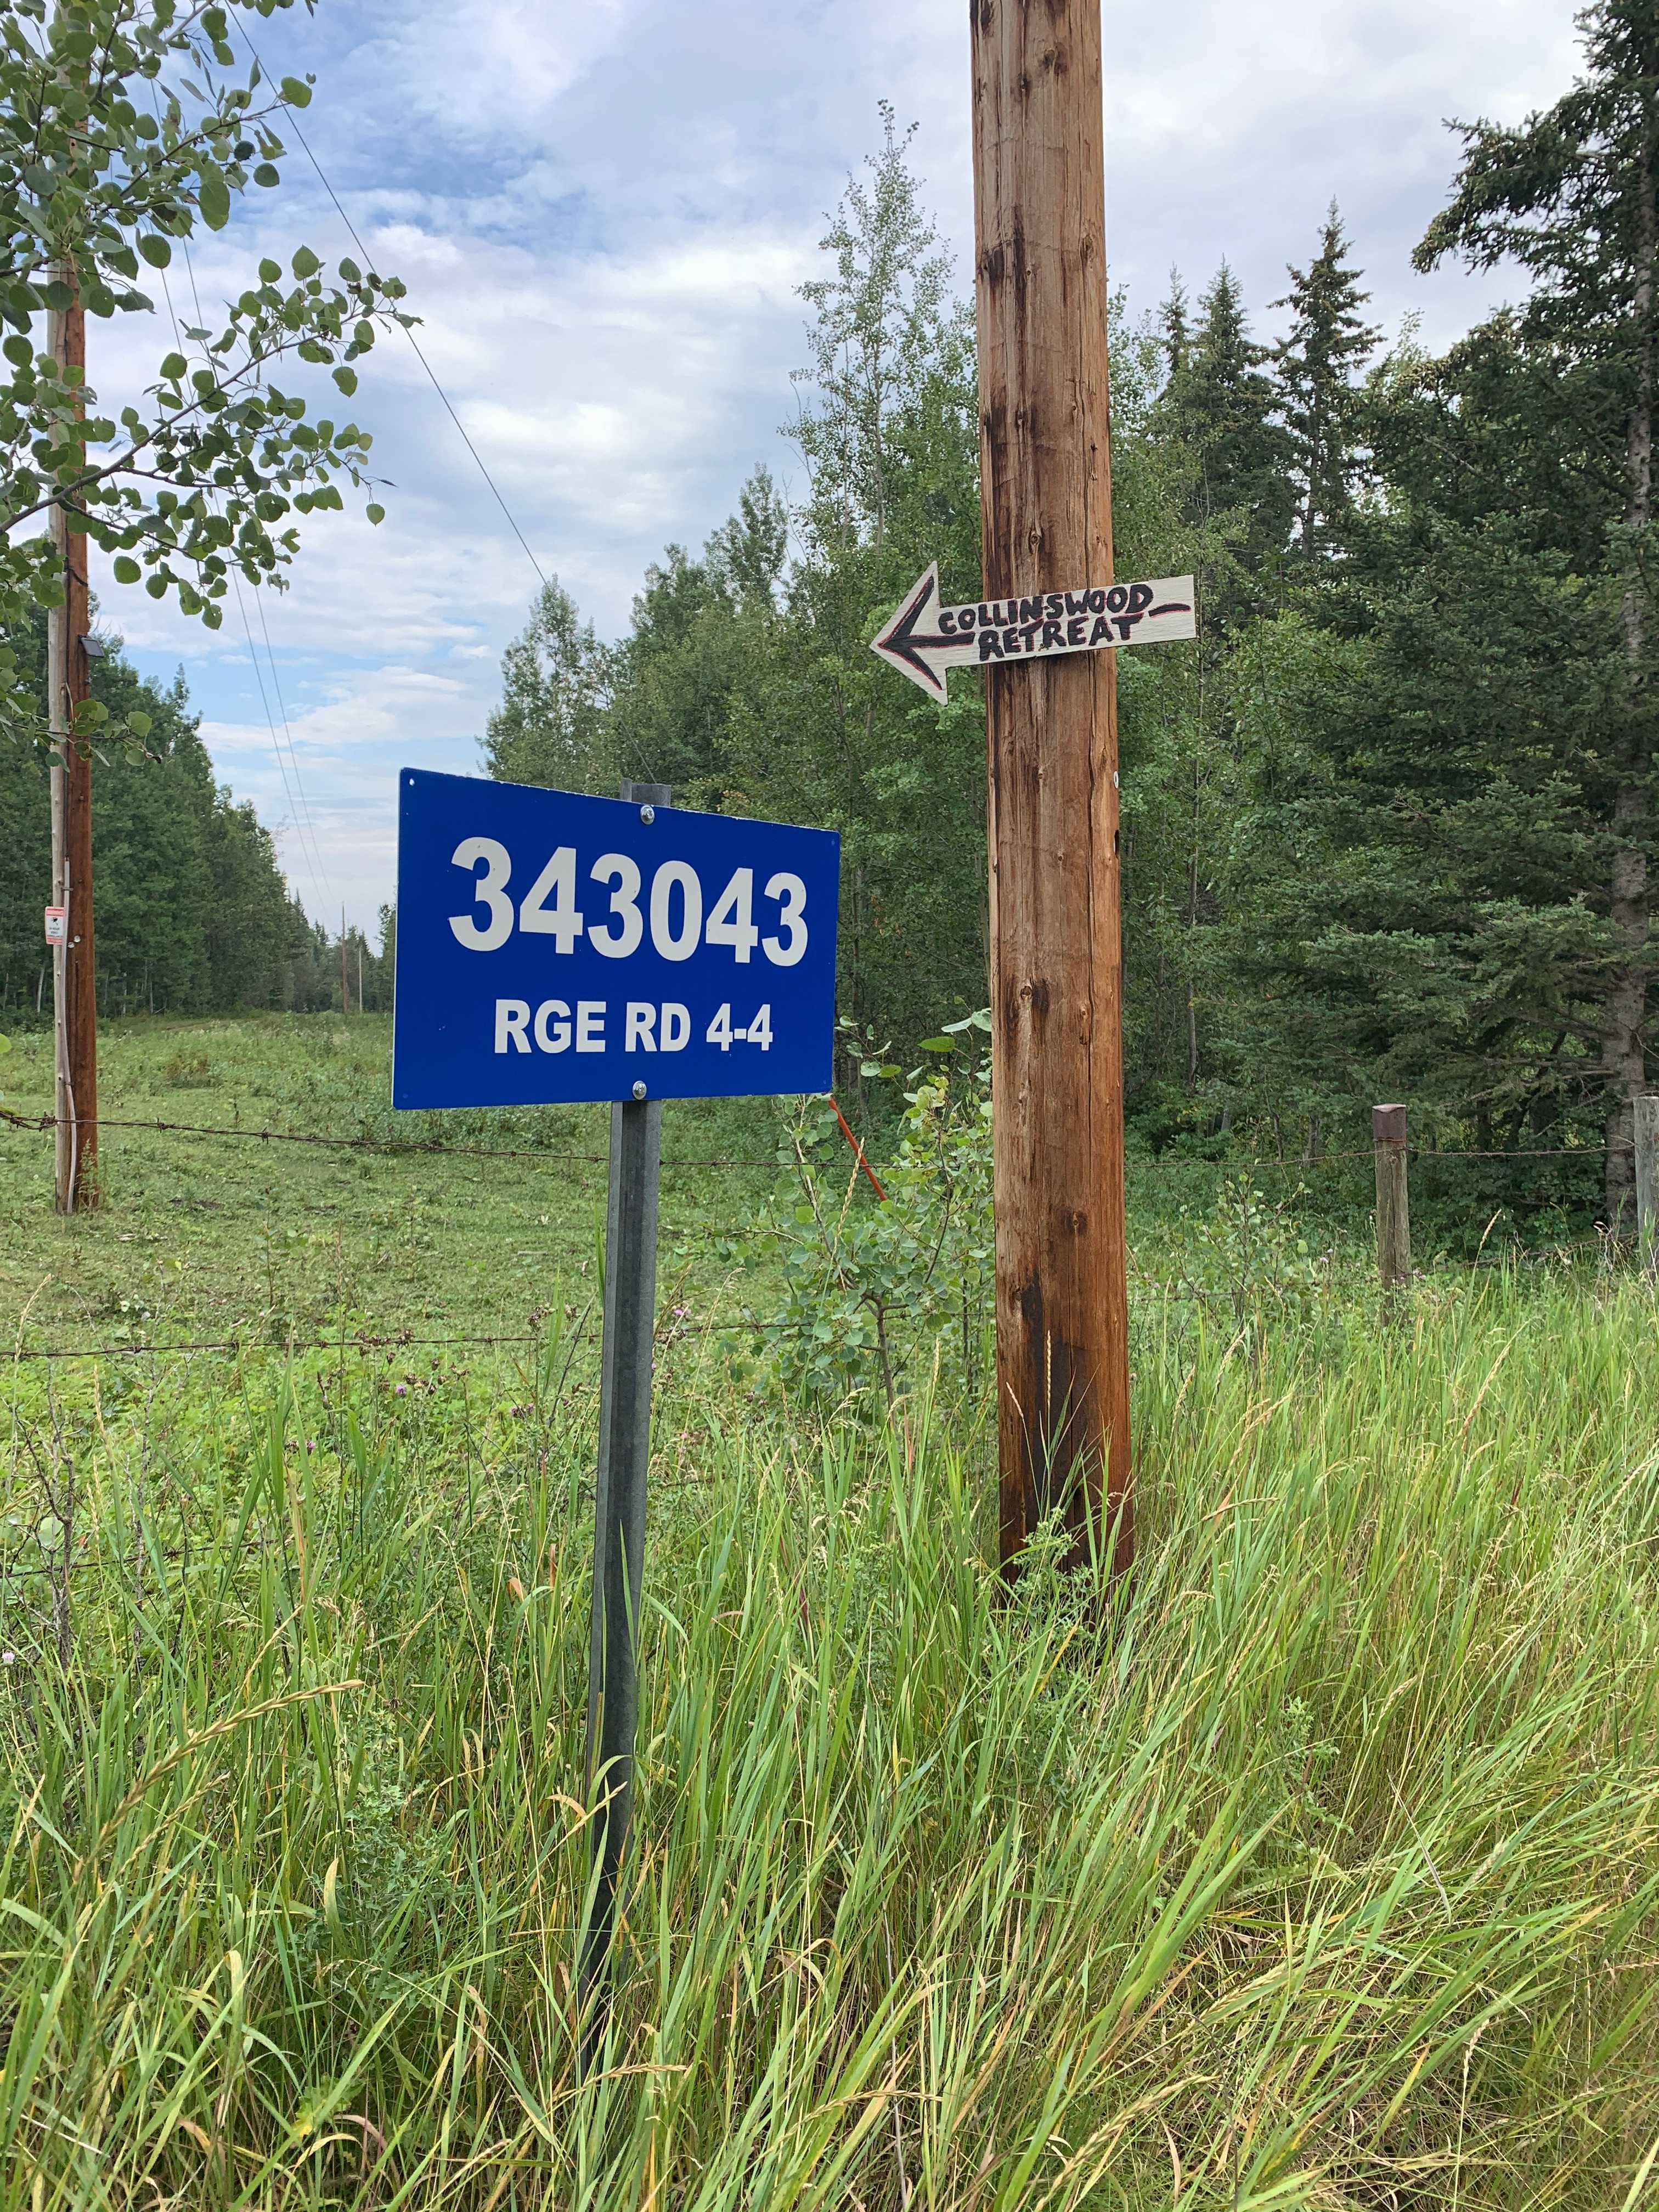 COLLINSWOOD
RETREAT
343043
RGE RD 4-4